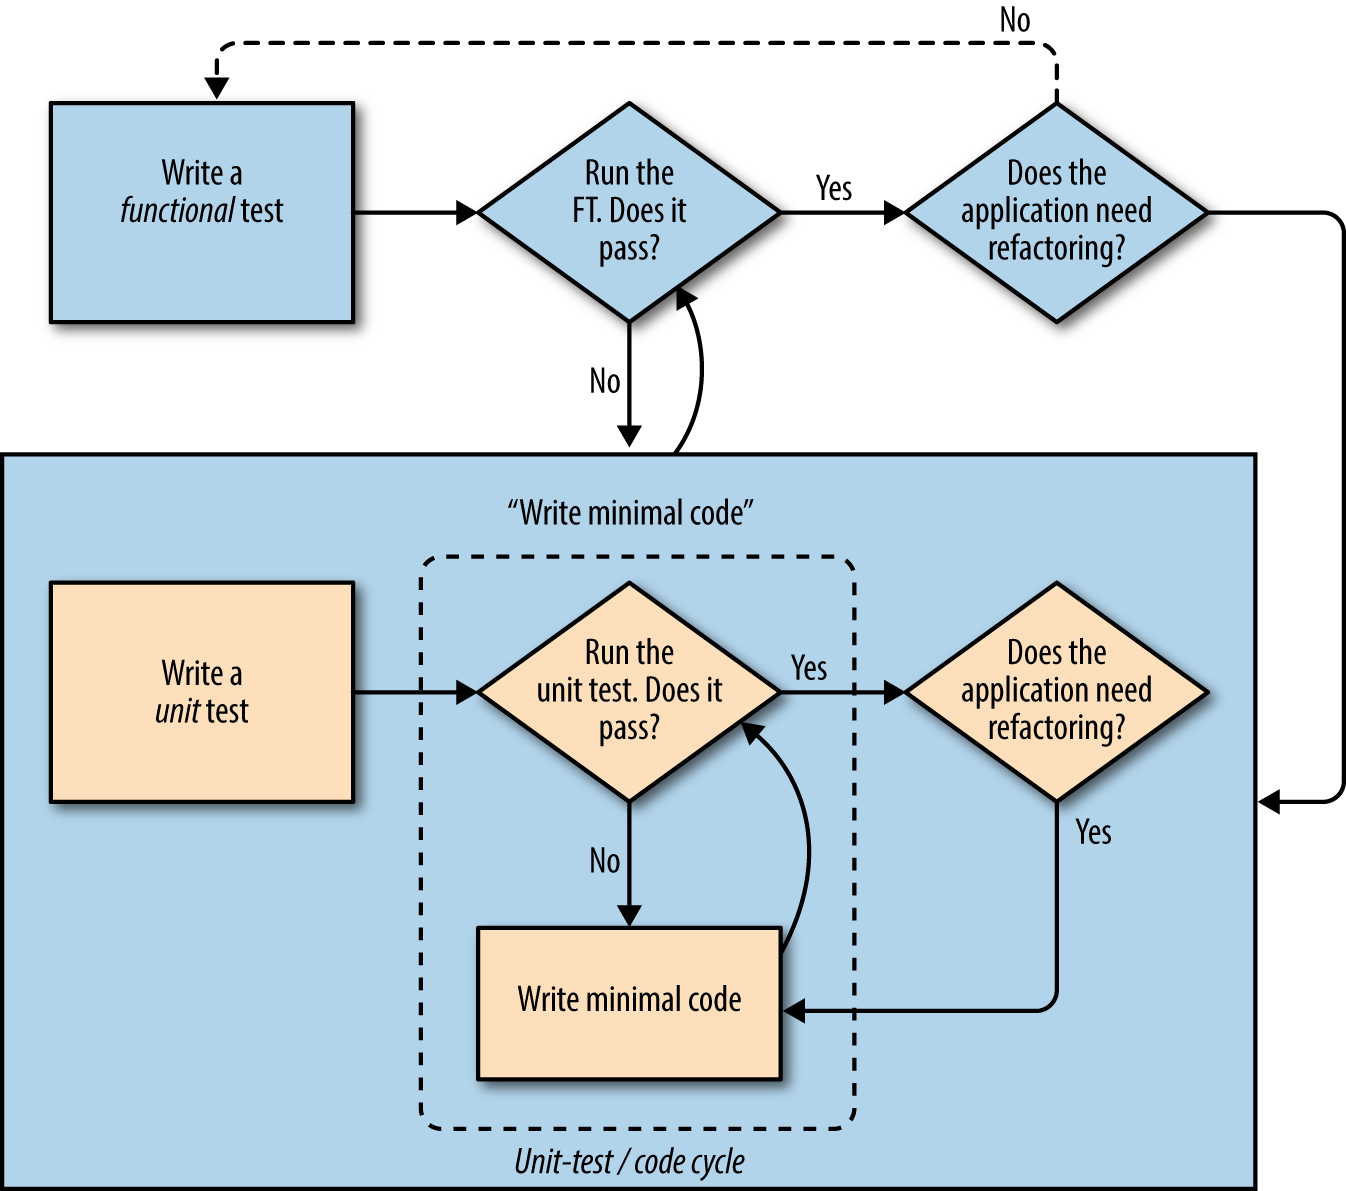 No
Write a
functional test
Run the
FT. Does it
pass?
Yes
Does the
application need
refactoring?
No
“Write minimal code”
Write a
unit test
Run the
unit test. Does it
pass?
Yes
Does the
application need
refactoring?
No
Yes
Write minimal code
Unit-test / code cycle